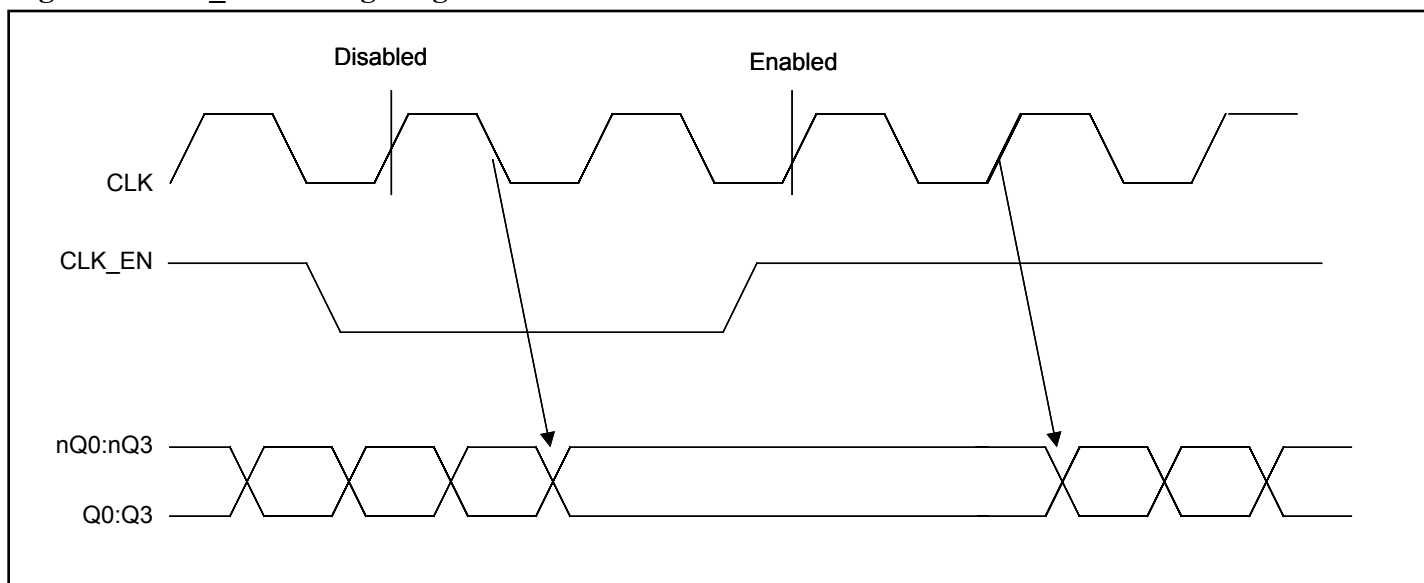 Disabled
Enabled
CLK
CLK_EN
nQ0:nQ3
Q0:Q3